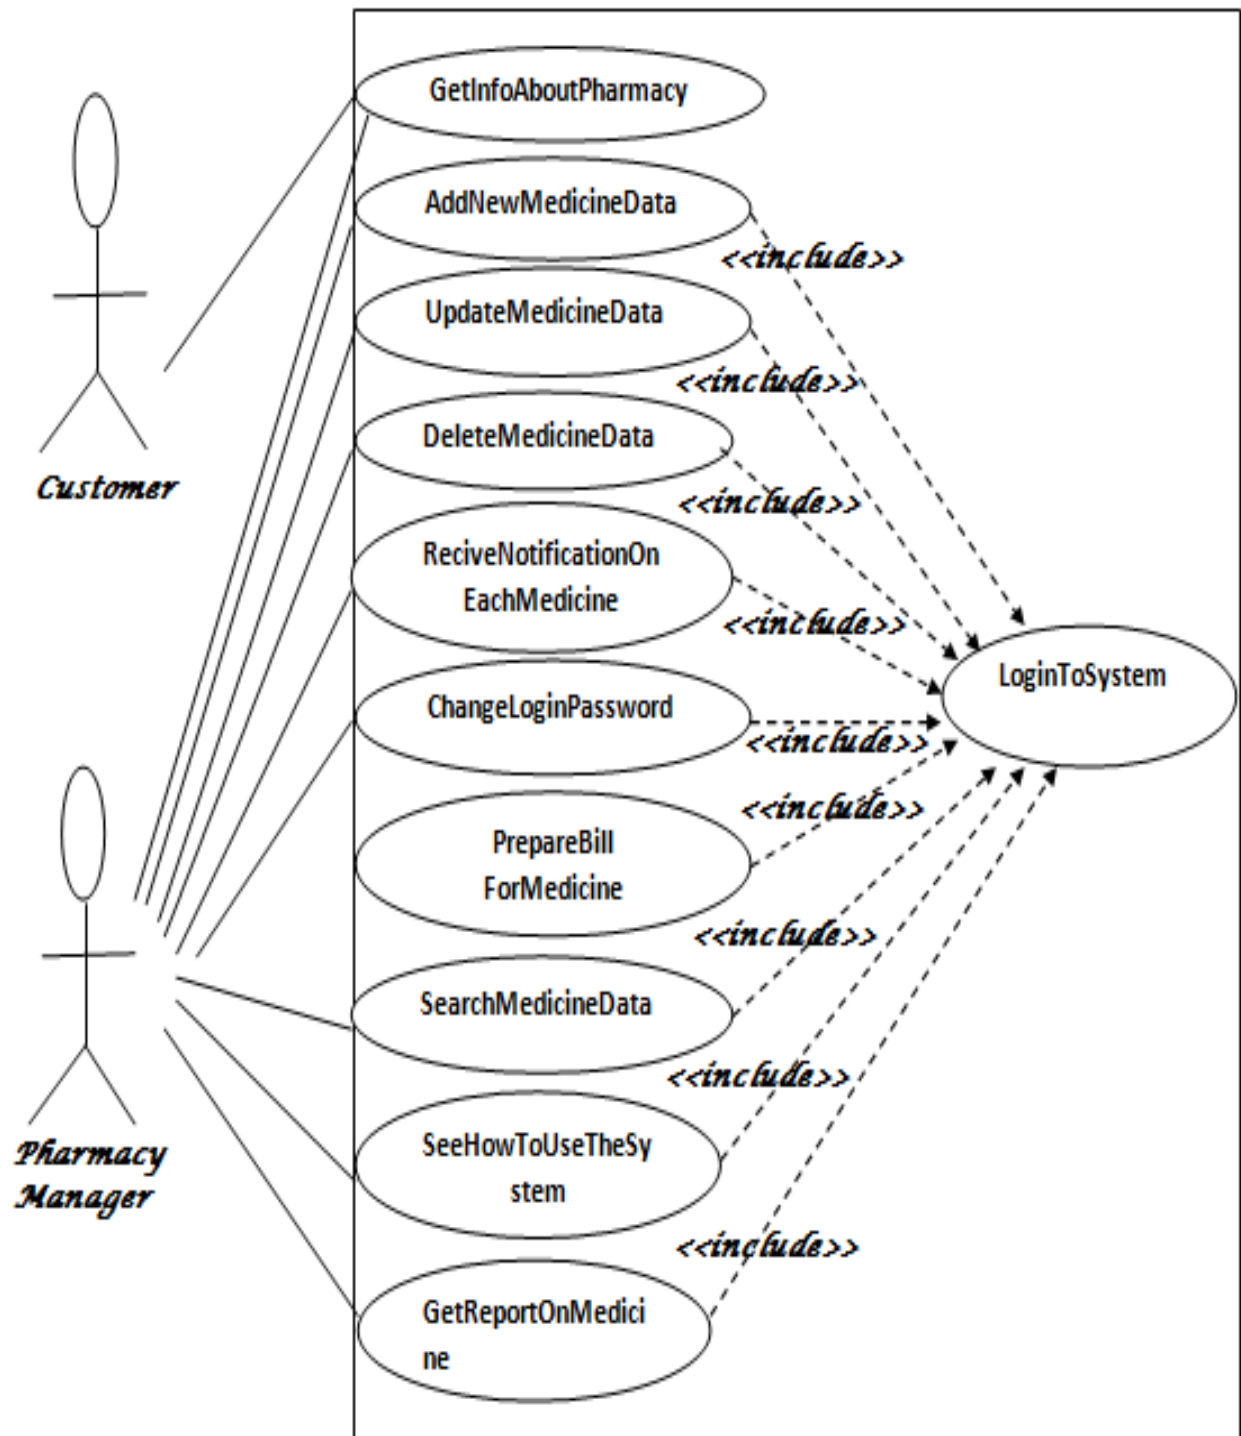 GetInfoAboutPharmacy
AddNewMedicineData
<<include>>
UpdateMedicineData
<<include>>
DeleteMedicineData
Customer
<<include>>
ReciveNotificationOn
EachMedicine
<<include>>
LoginToSystem
ChangeLoginPassword
<<include>>
<<include>>
PrepareBill
ForMedicine
<<include>>
SearchMedicineData
<<include>>
SeeHowToUseTheSy
stem
Pharmacy
Manager
<<include>>
GetReportOnMedici
ne